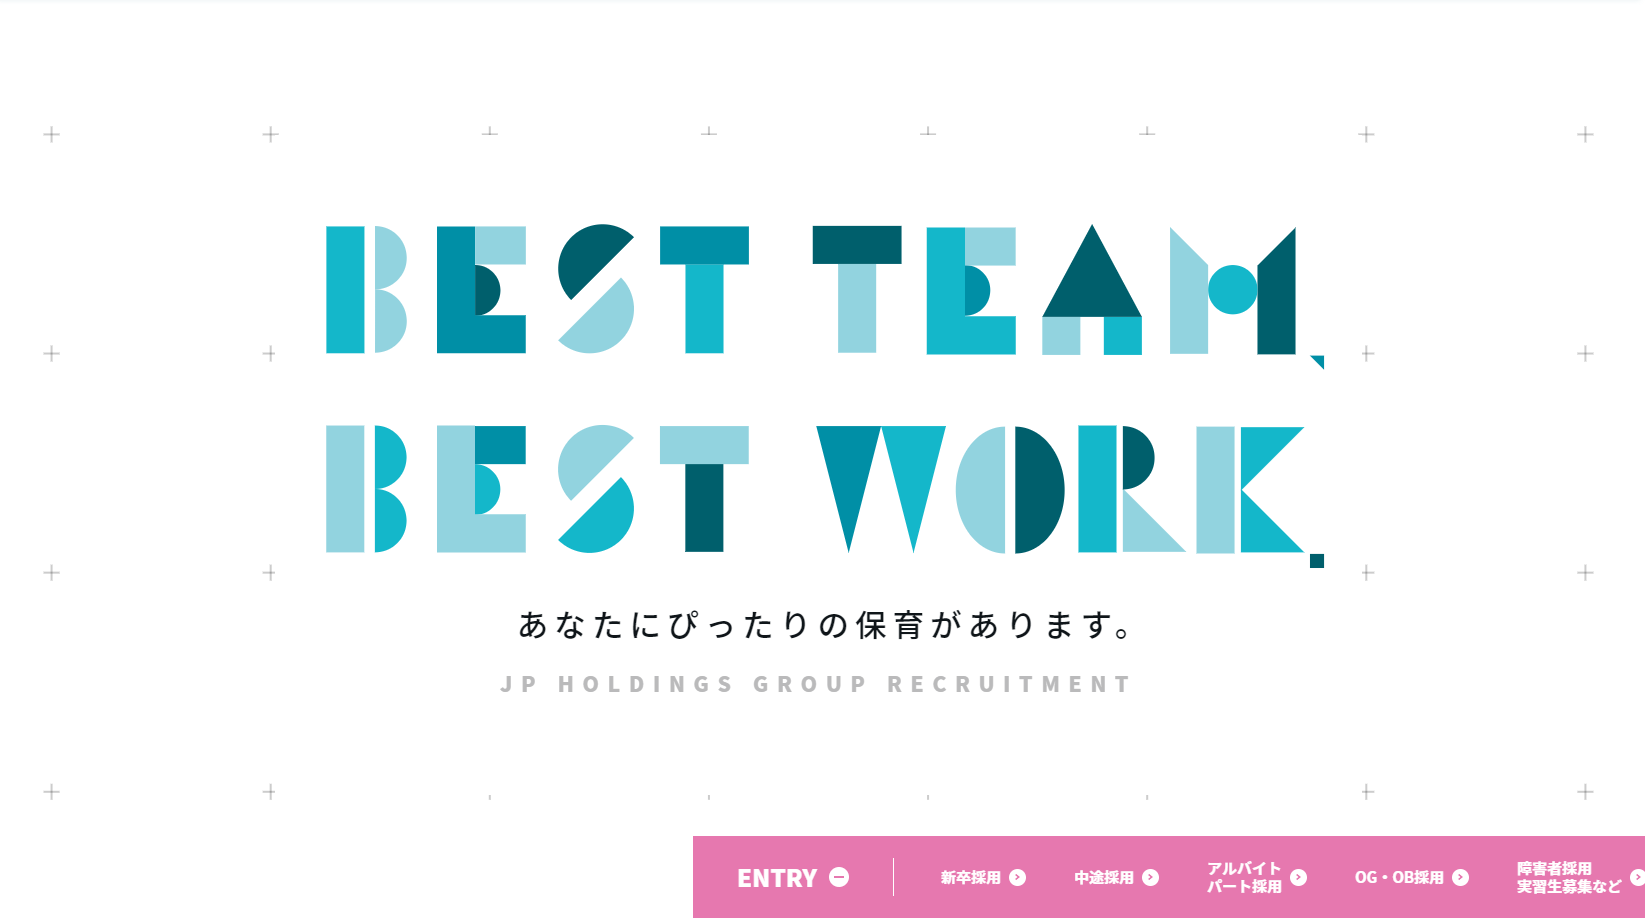 BEST TEAM,
BEST WORK.
あなたにぴったりの保育があります。
JP HOLDINGS GROUP RECRUITMENT
ENTRY
新卒採用
中途採用
アルバイト
パート採用
OG・OB採用
障害者採用
実習生募集など